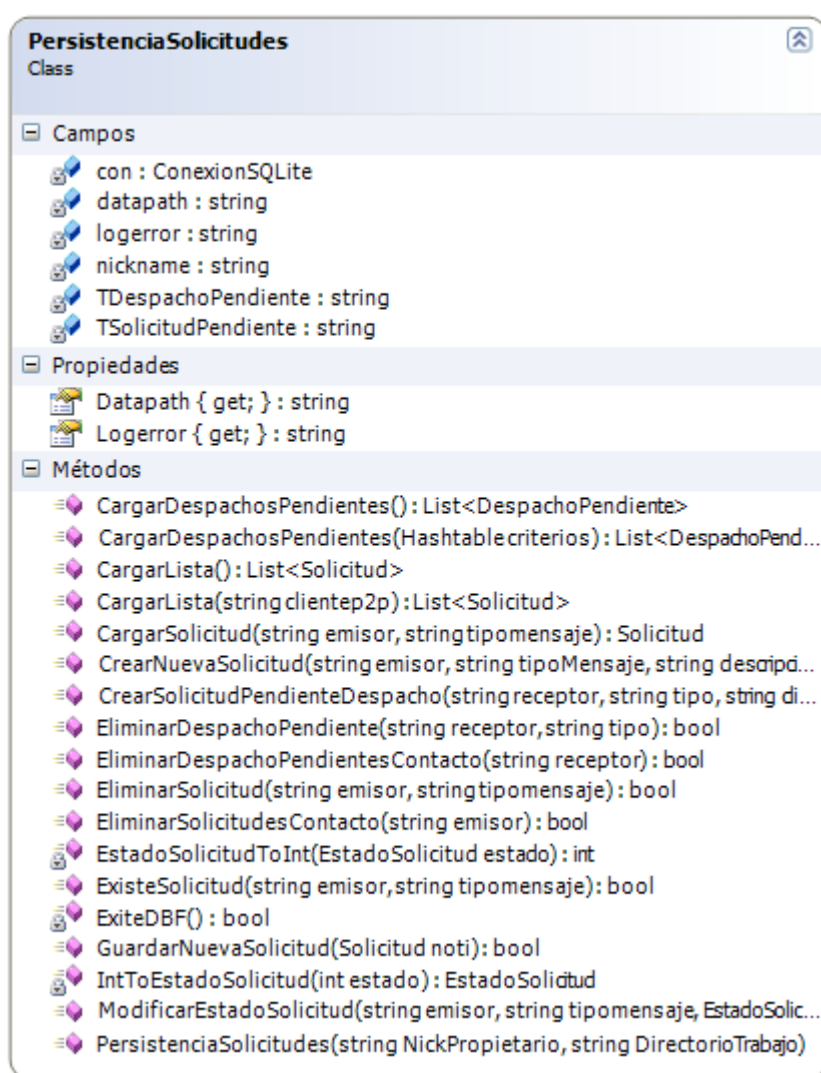 PersistenciaSolicitudes
Class
Campos
con : ConexionSQLite
datapath : string
logerror : string
nickname : string
TDespachoPendiente : string
TSolicitudPendiente : string
Propiedades
Datapath { get; } : string
Logerror { get; } : string
Métodos
CargarDespachosPendientes() : List<DespachoPendiente>
CargarDespachosPendientes(Hashtable criterios) : List<DespachoPend...
CargarLista() : List<Solicitud>
CargarLista(string clientep2p) : List<Solicitud>
CargarSolicitud(string emisor, string tipomensaje) : Solicitud
CrearNuevaSolicitud(string emisor, string tipoMensaje, string descripci...
CrearSolicitudPendienteDespacho(string receptor, string tipo, string di...
EliminarDespachoPendiente(string receptor, string tipo) : bool
EliminarDespachoPendientesContacto(string receptor) : bool
EliminarSolicitud(string emisor, string tipomensaje) : bool
EliminarSolicitudesContacto(string emisor) : bool
EstadoSolicitudToInt(EstadoSolicitud estado) : int
ExisteSolicitud(string emisor, string tipomensaje) : bool
ExiteDBF() : bool
GuardarNuevaSolicitud(Solicitud noti) : bool
IntToEstadoSolicitud(int estado) : EstadoSolicitud
ModificarEstadoSolicitud(string emisor, string tipomensaje, EstadoSolic...
PersistenciaSolicitudes(string NickPropietario, string DirectorioTrabajo)